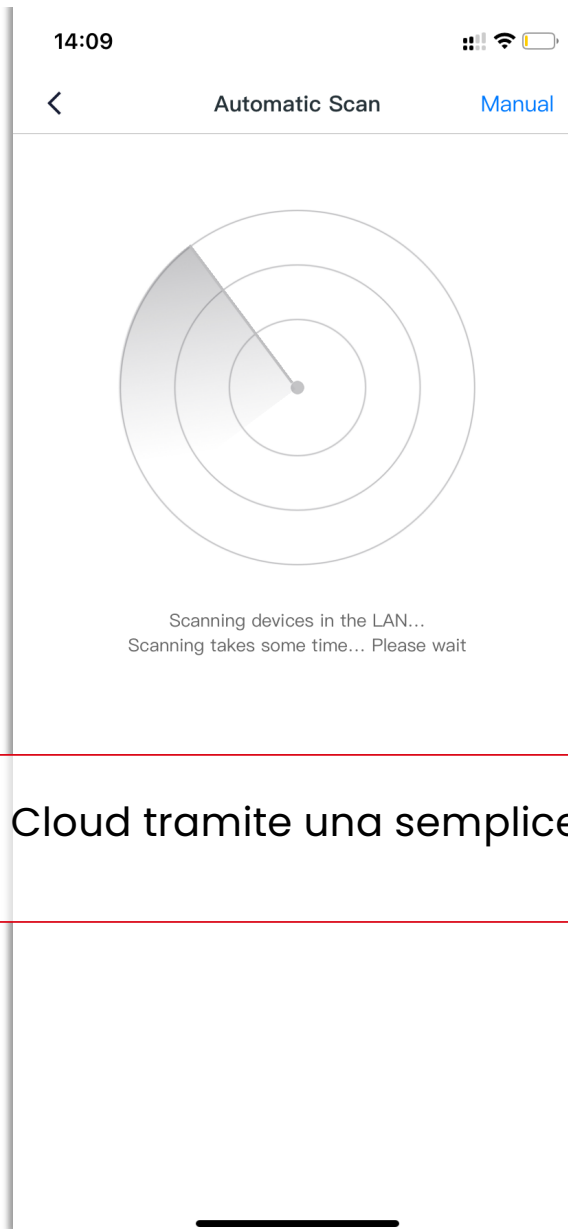 14:09
Automatic Scan Manual
Scanning devices in the LAN...
Scanning takes some time... Please wait
Cloud tramite una semplice